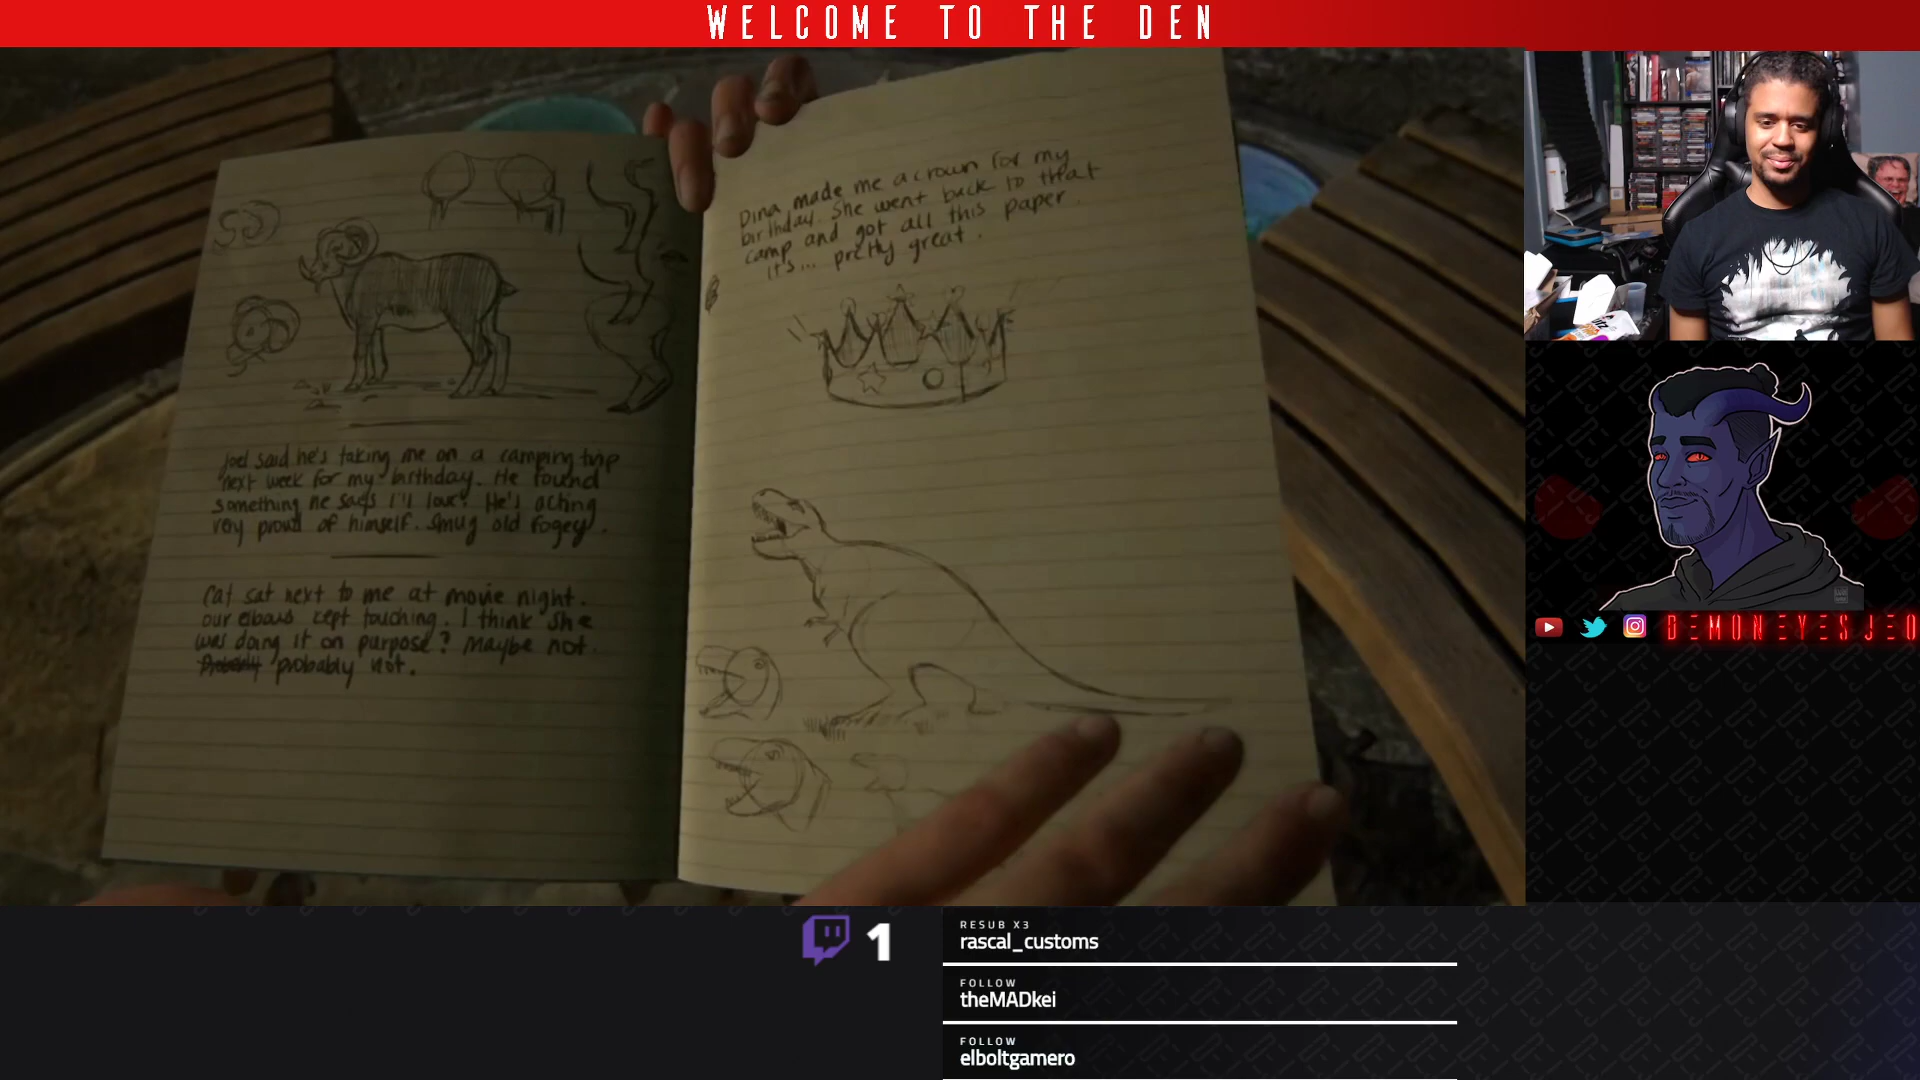 WELCOME TO THE DEN
Joel said he's taking me on a camping trip
next week for my birthday. He found
something he says I'll love. He's acting
very proud of himself. Smug old fogey.
Cat sat next to me at movie night.
our elbows kept touching. I think she
was doing it on purpose? Maybe not.
Probably probably not.
Dina made me a crown for my
birthday. She went back to that
camp and got all this paper.
It's... pretty great.
DEMONEYESJEO
1
RESUB X3
rascal_customs
FOLLOW
theMADkei
FOLLOW
elboltgamero